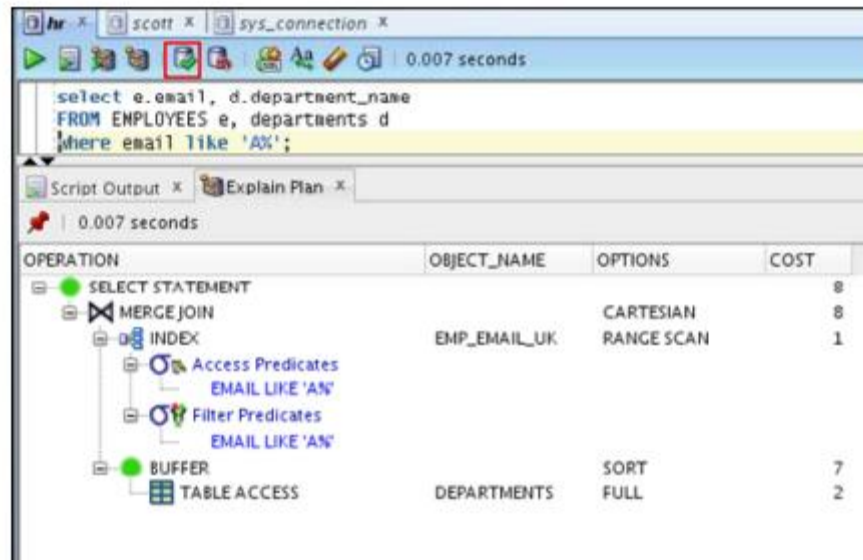 hr scott sys_connection
0.007 seconds
select e.email, d.department_name
FROM EMPLOYEES e, departments d
where email like 'A%';
Script Output Explain Plan
0.007 seconds
OPERATION OBJECT_NAME OPTIONS COST
SELECT STATEMENT 8
MERGE JOIN CARTESIAN 8
INDEX EMP_EMAIL_UK RANGE SCAN 1
Access Predicates
EMAIL LIKE 'A%'
Filter Predicates
EMAIL LIKE 'A%'
BUFFER SORT 7
TABLE ACCESS DEPARTMENTS FULL 2